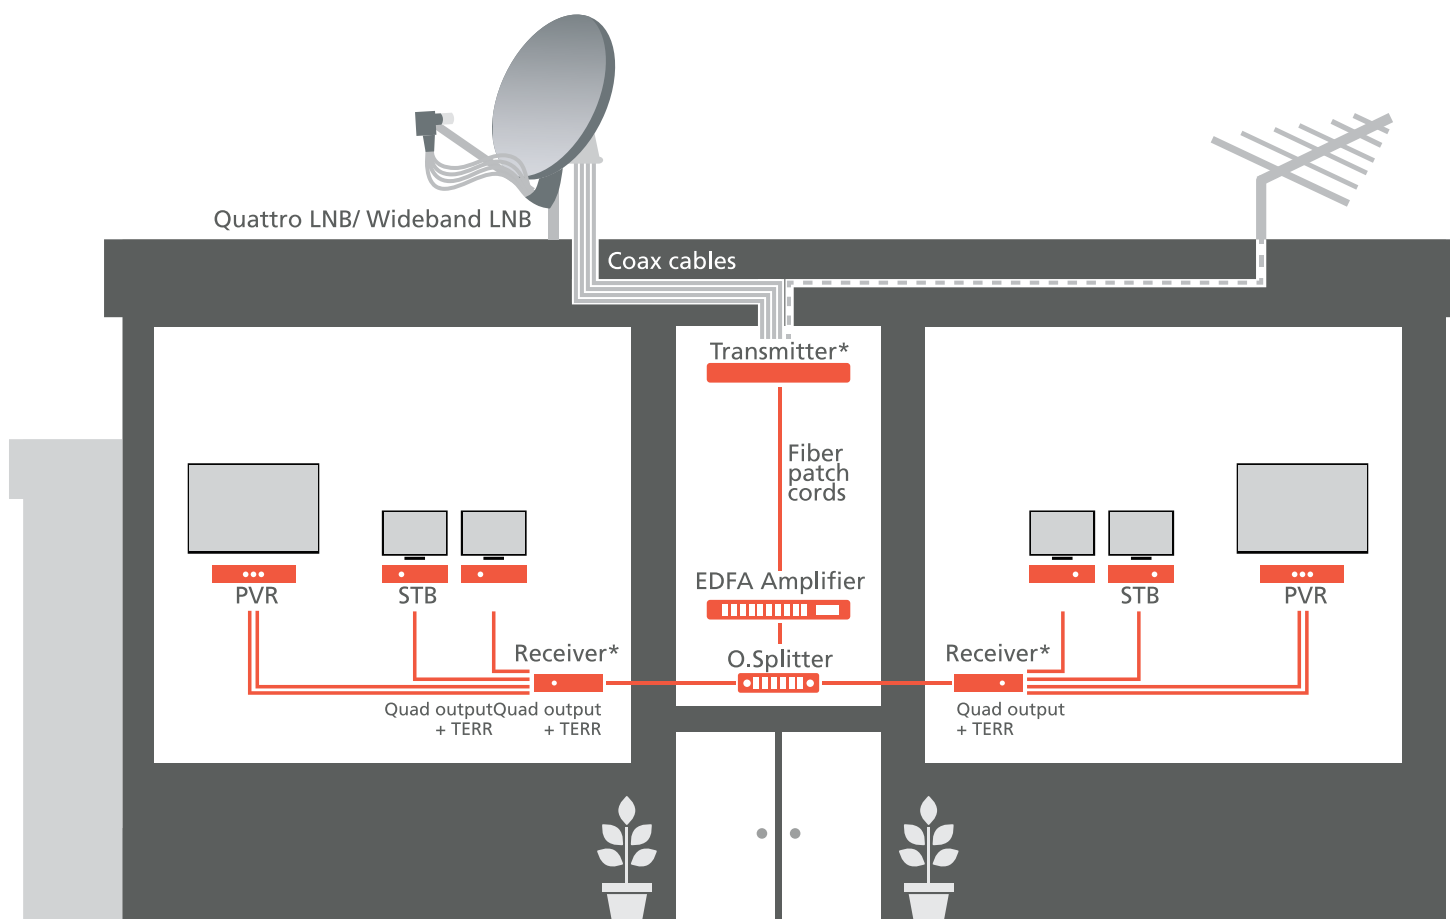 Quattro LNB/ Wideband LNB
Coax cables
Transmitter*
Fiber
patch
cords
EDFA Amplifier
O.Splitter
PVR
STB
Receiver*
Quad outputQuad output
+ TERR + TERR
STB
PVR
Receiver*
Quad output
+ TERR